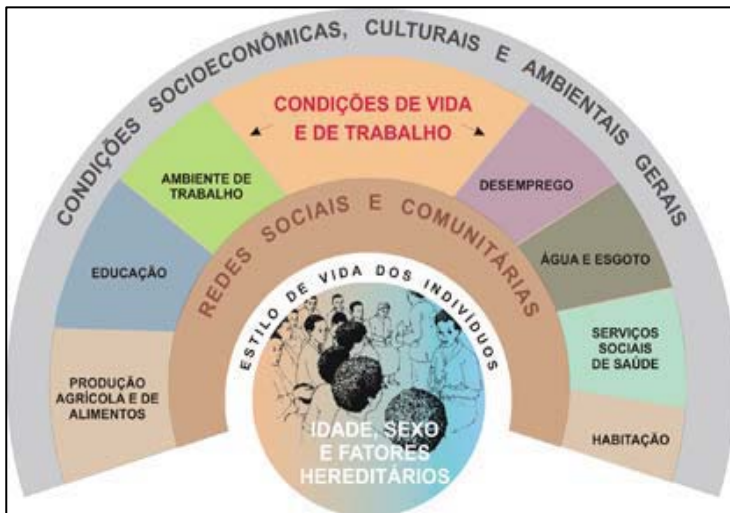 CONDIÇÕES SOCIOECONÔMICAS, CULTURAIS E AMBIENTAIS GERAIS
CONDIÇÕES DE VIDA
E DE TRABALHO
AMBIENTE DE
TRABALHO
DESEMPREGO
REDES SOCIAIS E COMUNITÁRIAS
EDUCAÇÃO
ÁGUA E ESGOTO
ESTILO DE VIDA DOS INDIVÍDUOS
SERVIÇOS
SOCIAIS
DE SAÚDE
PRODUÇÃO
AGRÍCOLA E DE
ALIMENTOS
HABITAÇÃO
IDADE, SEXO
E FATORES
HEREDITÁRIOS